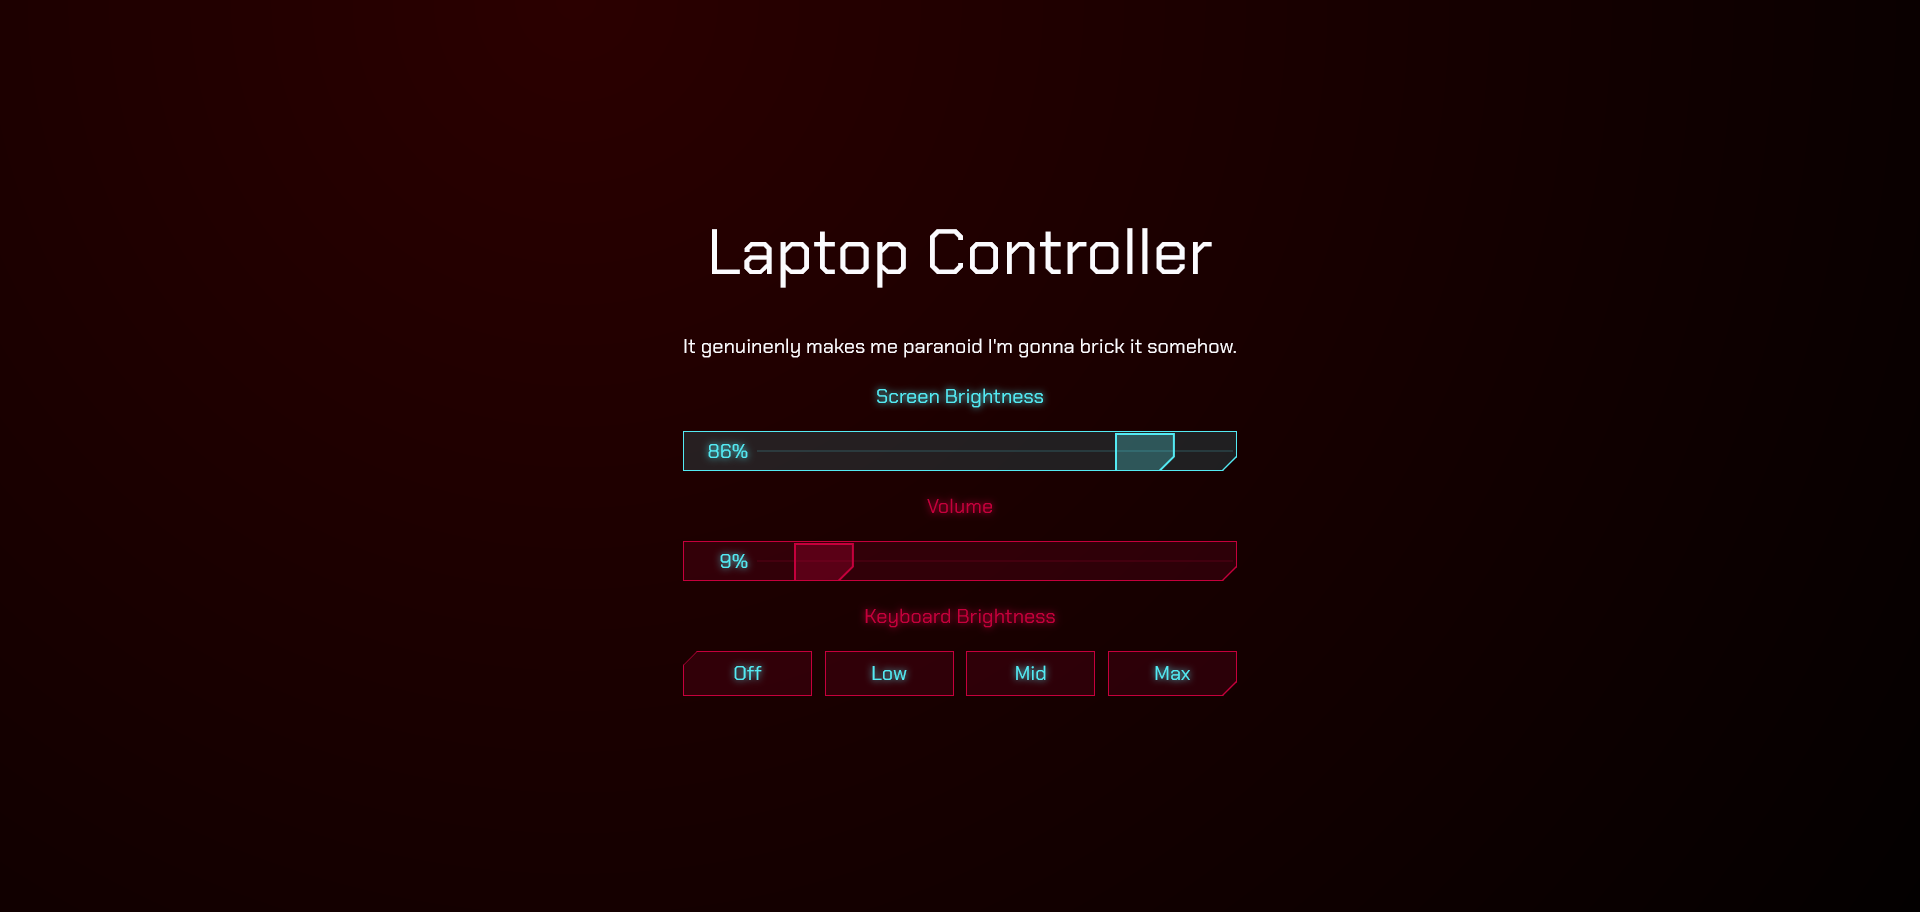 Laptop Controller
It genuinenly makes me paranoid I'm gonna brick it somehow.
Screen Brightness
86%
Volume
9%
Keyboard Brightness
Off Low Mid Max